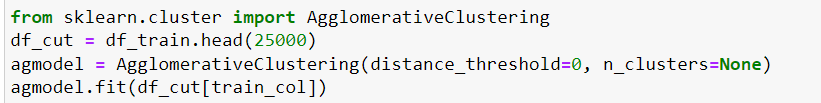 from sklearn.cluster import AgglomerativeClustering
df_cut = df_train.head(25000)
agmodel = AgglomerativeClustering(distance_threshold=0, n_clusters=None)
agmodel.fit(df_cut[train_col])